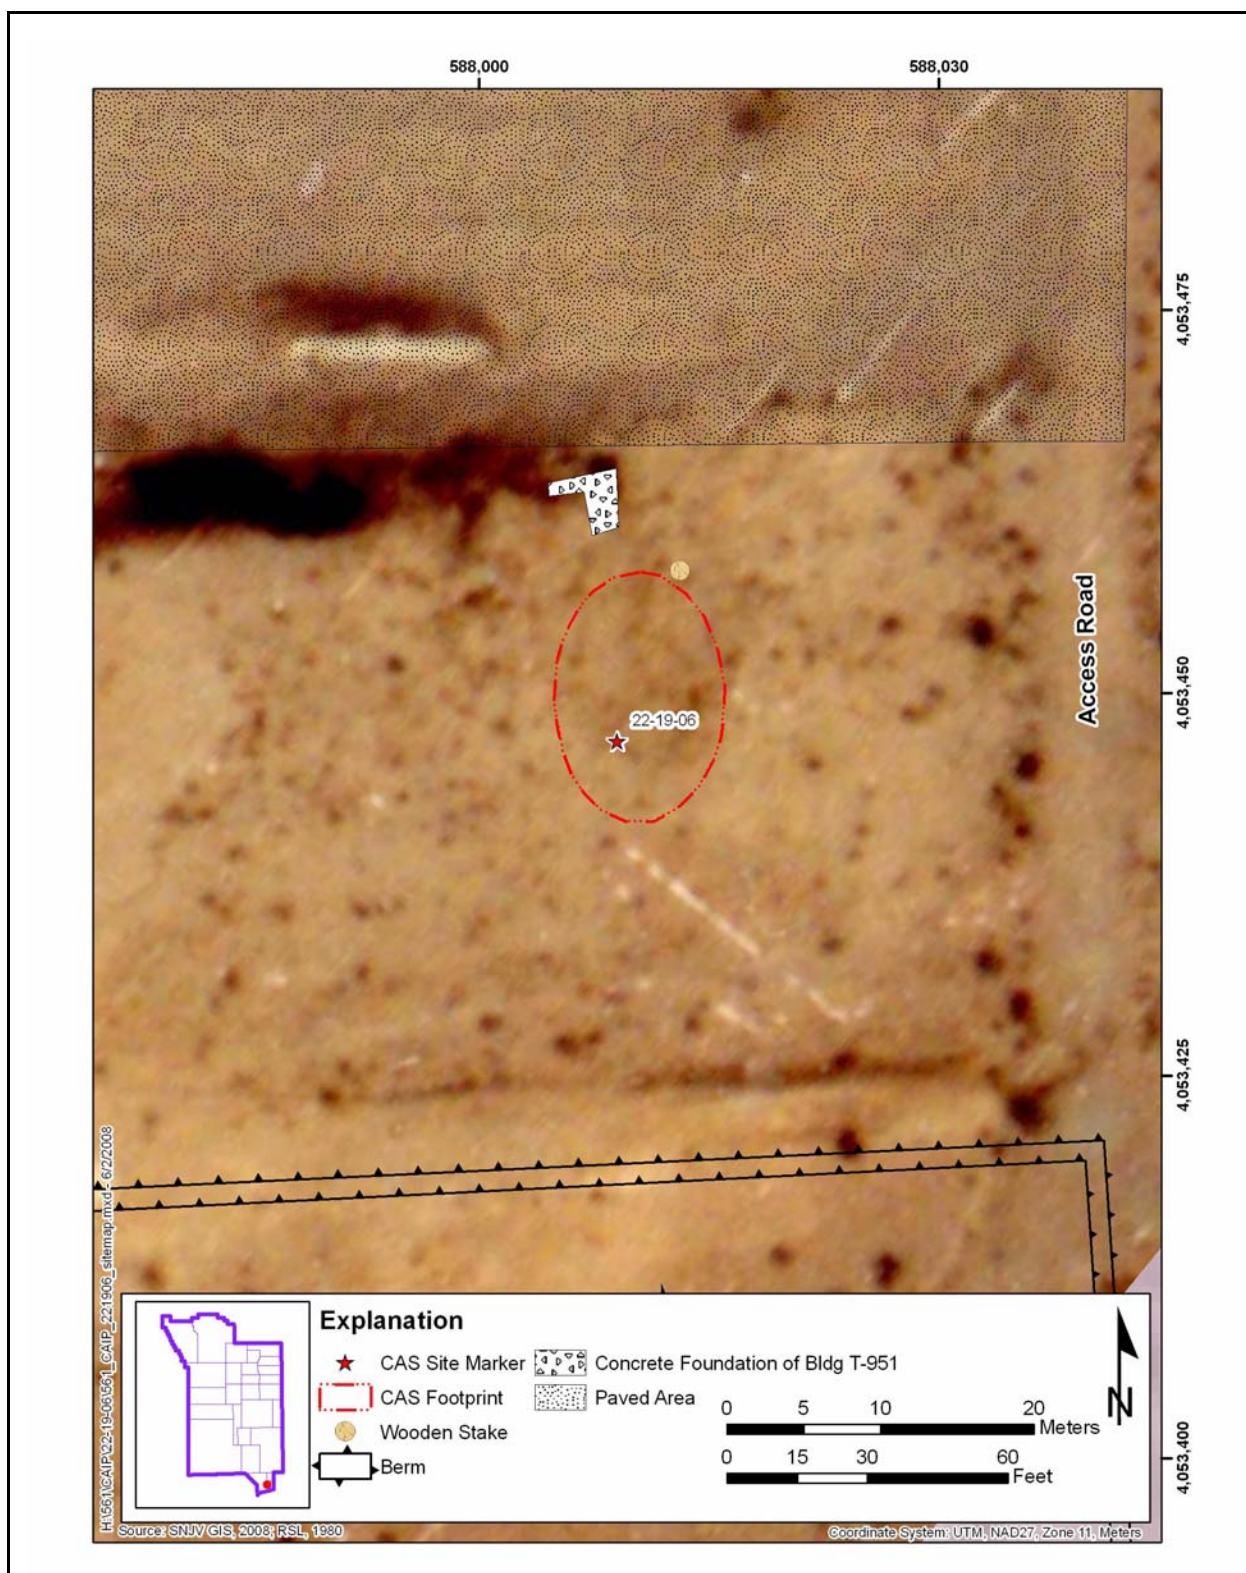 588,000
588,030
4,053,475
4,053,450
4,053,425
4,053,400
Access Road
22-19-06
H:\561\CAIP\22-19-06\561_CAIP_221906_sitemap.mxd - 6/2/2008
Explanation
CAS Site Marker
CAS Footprint
Wooden Stake
Berm
Concrete Foundation of Bldg T-951
Paved Area
0 5 10 20
Meters
0 15 30 60
Feet
N
Source: SNJV GIS, 2008; RSL, 1980
Coordinate System: UTM, NAD27, Zone 11, Meters